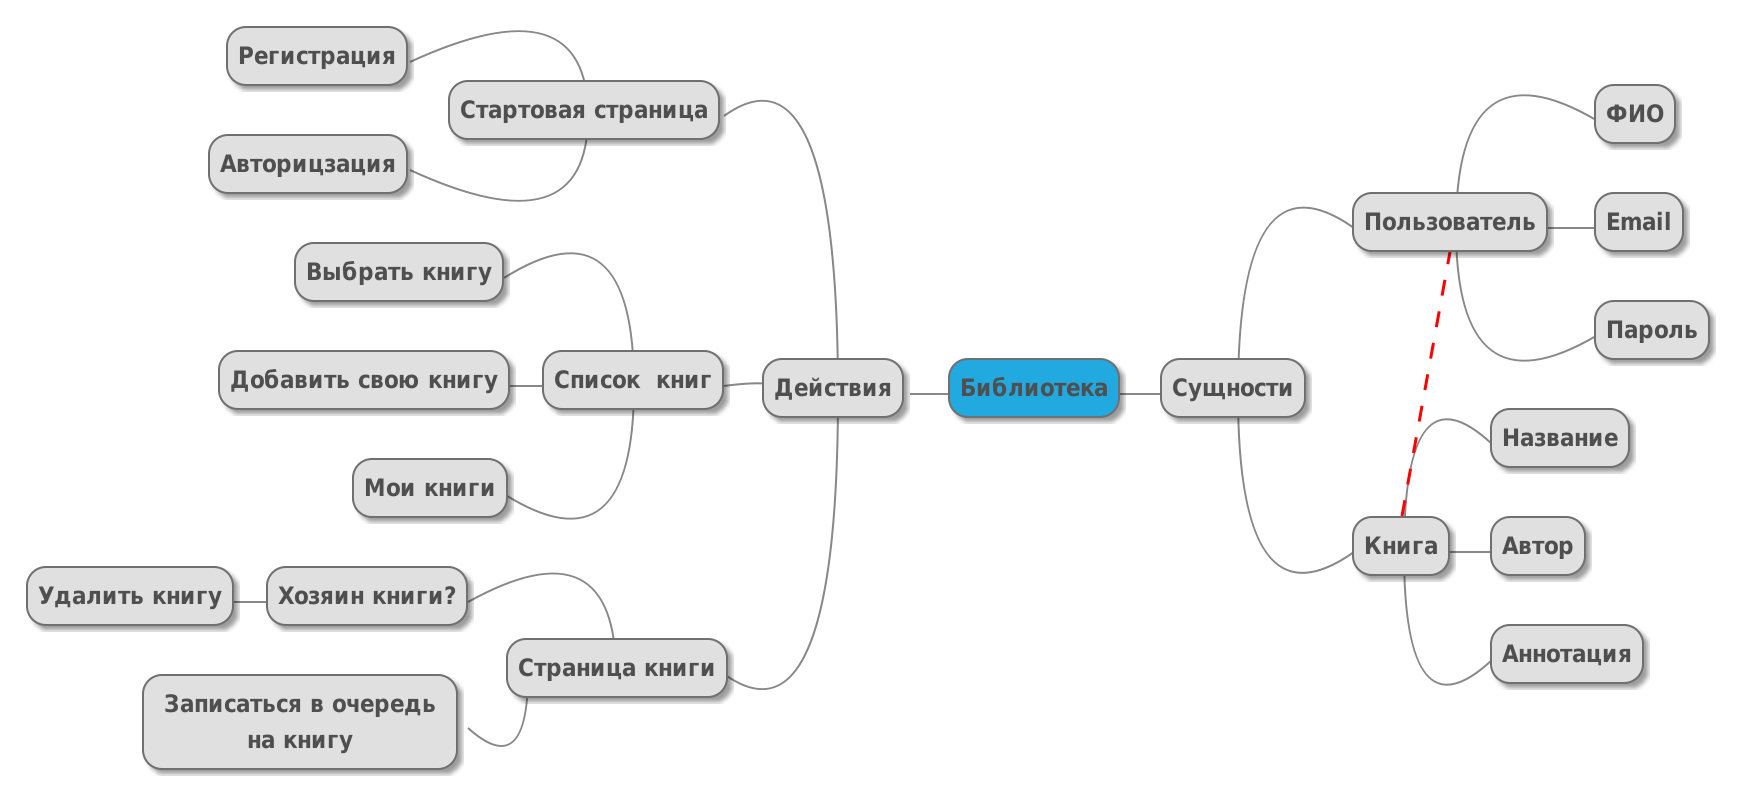 Регистрация
Стартовая страница
Авторицзация
Выбрать книгу
Добавить свою книгу
Список  книг
Мои книги
Действия
Удалить книгу
Хозяин книги?
Страница книги
Записаться в очередь
на книгу
Библиотека
Сущности
ФИО
Пользователь
Email
Пароль
Название
Книга
Автор
Аннотация